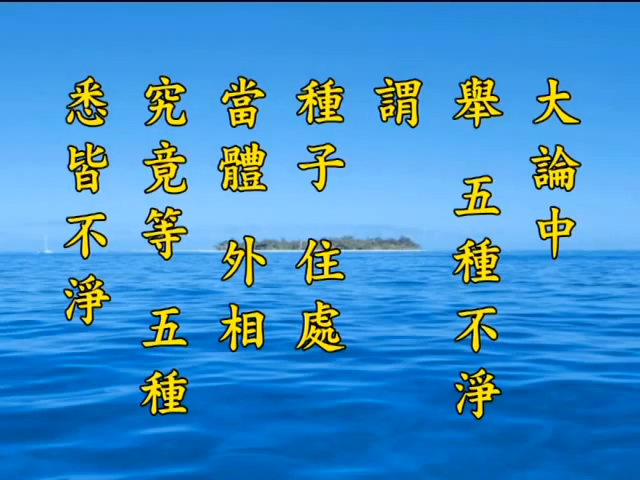 大論中
舉 五種不淨
謂
種子 住處
當體 外相
究竟等 五種
悉皆不淨